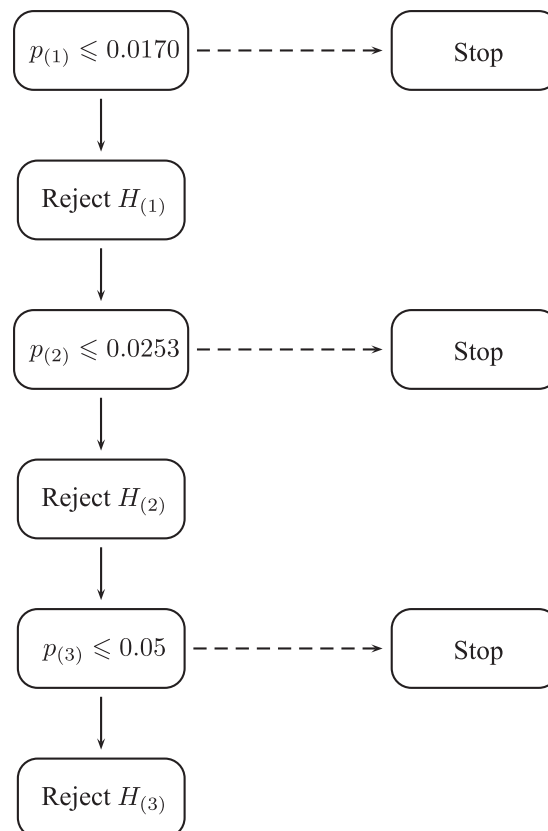 p(1) ⩽ 0.0170
Stop
Reject H(1)
p(2) ⩽ 0.0253
Stop
Reject H(2)
p(3) ⩽ 0.05
Stop
Reject H(3)